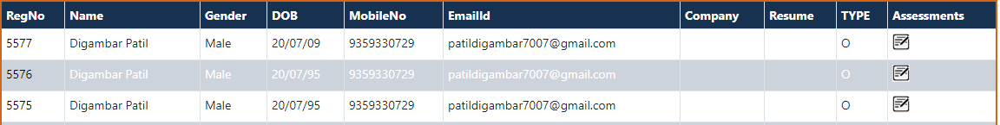 RegNo Name Gender DOB MobileNo EmailId Company Resume TYPE Assessments
5577 Digambar Patil Male 20/07/09 9359330729 patildigambar7007@gmail.com O
5576 Digambar Patil Male 20/07/95 9359330729 patildigambar7007@gmail.com O
5575 Digambar Patil Male 20/07/95 9359330729 patildigambar7007@gmail.com O